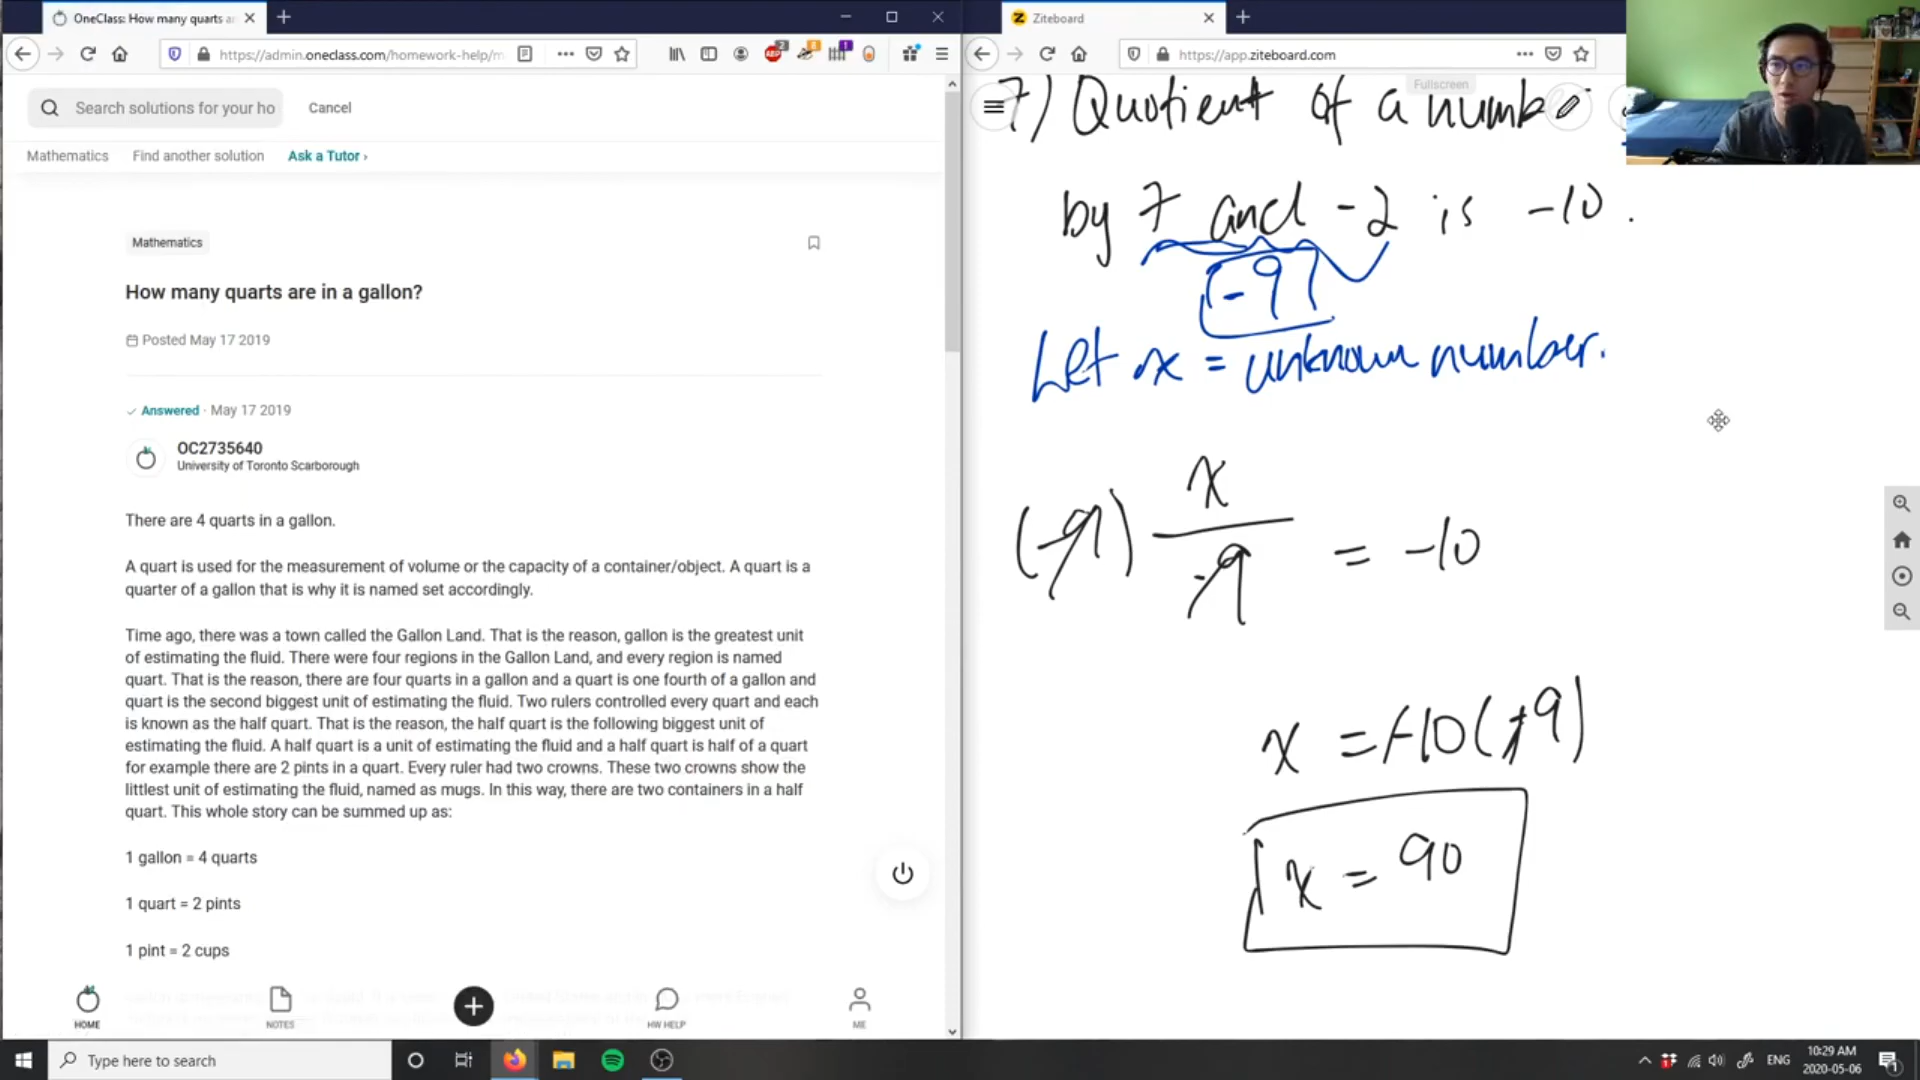 OneClass: How many quarts a
https://admin.oneclass.com/homework-help/m
Search solutions for your ho
Cancel
Mathematics
Find another solution
Ask a Tutor ›
Mathematics
How many quarts are in a gallon?
Posted May 17 2019
Answered · May 17 2019
OC2735640
University of Toronto Scarborough
There are 4 quarts in a gallon.
A quart is used for the measurement of volume or the capacity of a container/object. A quart is a
quarter of a gallon that is why it is named set accordingly.
Time ago, there was a town called the Gallon Land. That is the reason, gallon is the greatest unit
of estimating the fluid. There were four regions in the Gallon Land, and every region is named
quart. That is the reason, there are four quarts in a gallon and a quart is one fourth of a gallon and
quart is the second biggest unit of estimating the fluid. Two rulers controlled every quart and each
is known as the half quart. That is the reason, the half quart is the following biggest unit of
estimating the fluid. A half quart is a unit of estimating the fluid and a half quart is half of a quart
for example there are 2 pints in a quart. Every ruler had two crowns. These two crowns show the
littlest unit of estimating the fluid, named as mugs. In this way, there are two containers in a half
quart. This whole story can be summed up as:
1 gallon = 4 quarts
1 quart = 2 pints
1 pint = 2 cups
HOME
NOTES
HW HELP
ME
Ziteboard
https://app.ziteboard.com
Fullscreen
7) Quotient of a numbe
by 7 and -2 is -10.
-9
Let x = unknown number.
(-9) x
-9
= -10
x = -10(-9)
x = 90
Type here to search
ENG
10:29 AM
2020-05-06